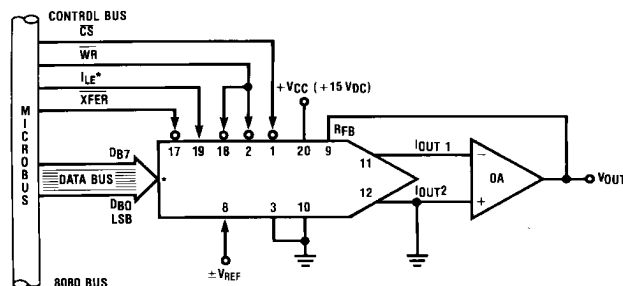 CONTROL BUS
CS
WR
ILE*
XFER
+VCC (+15 VDC)
MICROBUS
RFB
17 19 18 2 1 20 9
11
IOUT 1
DB7
DATA BUS
DB0
LSB
*
8 3 10
12
IOUT2
−
OA
+
VOUT
±VREF
8080 BUS